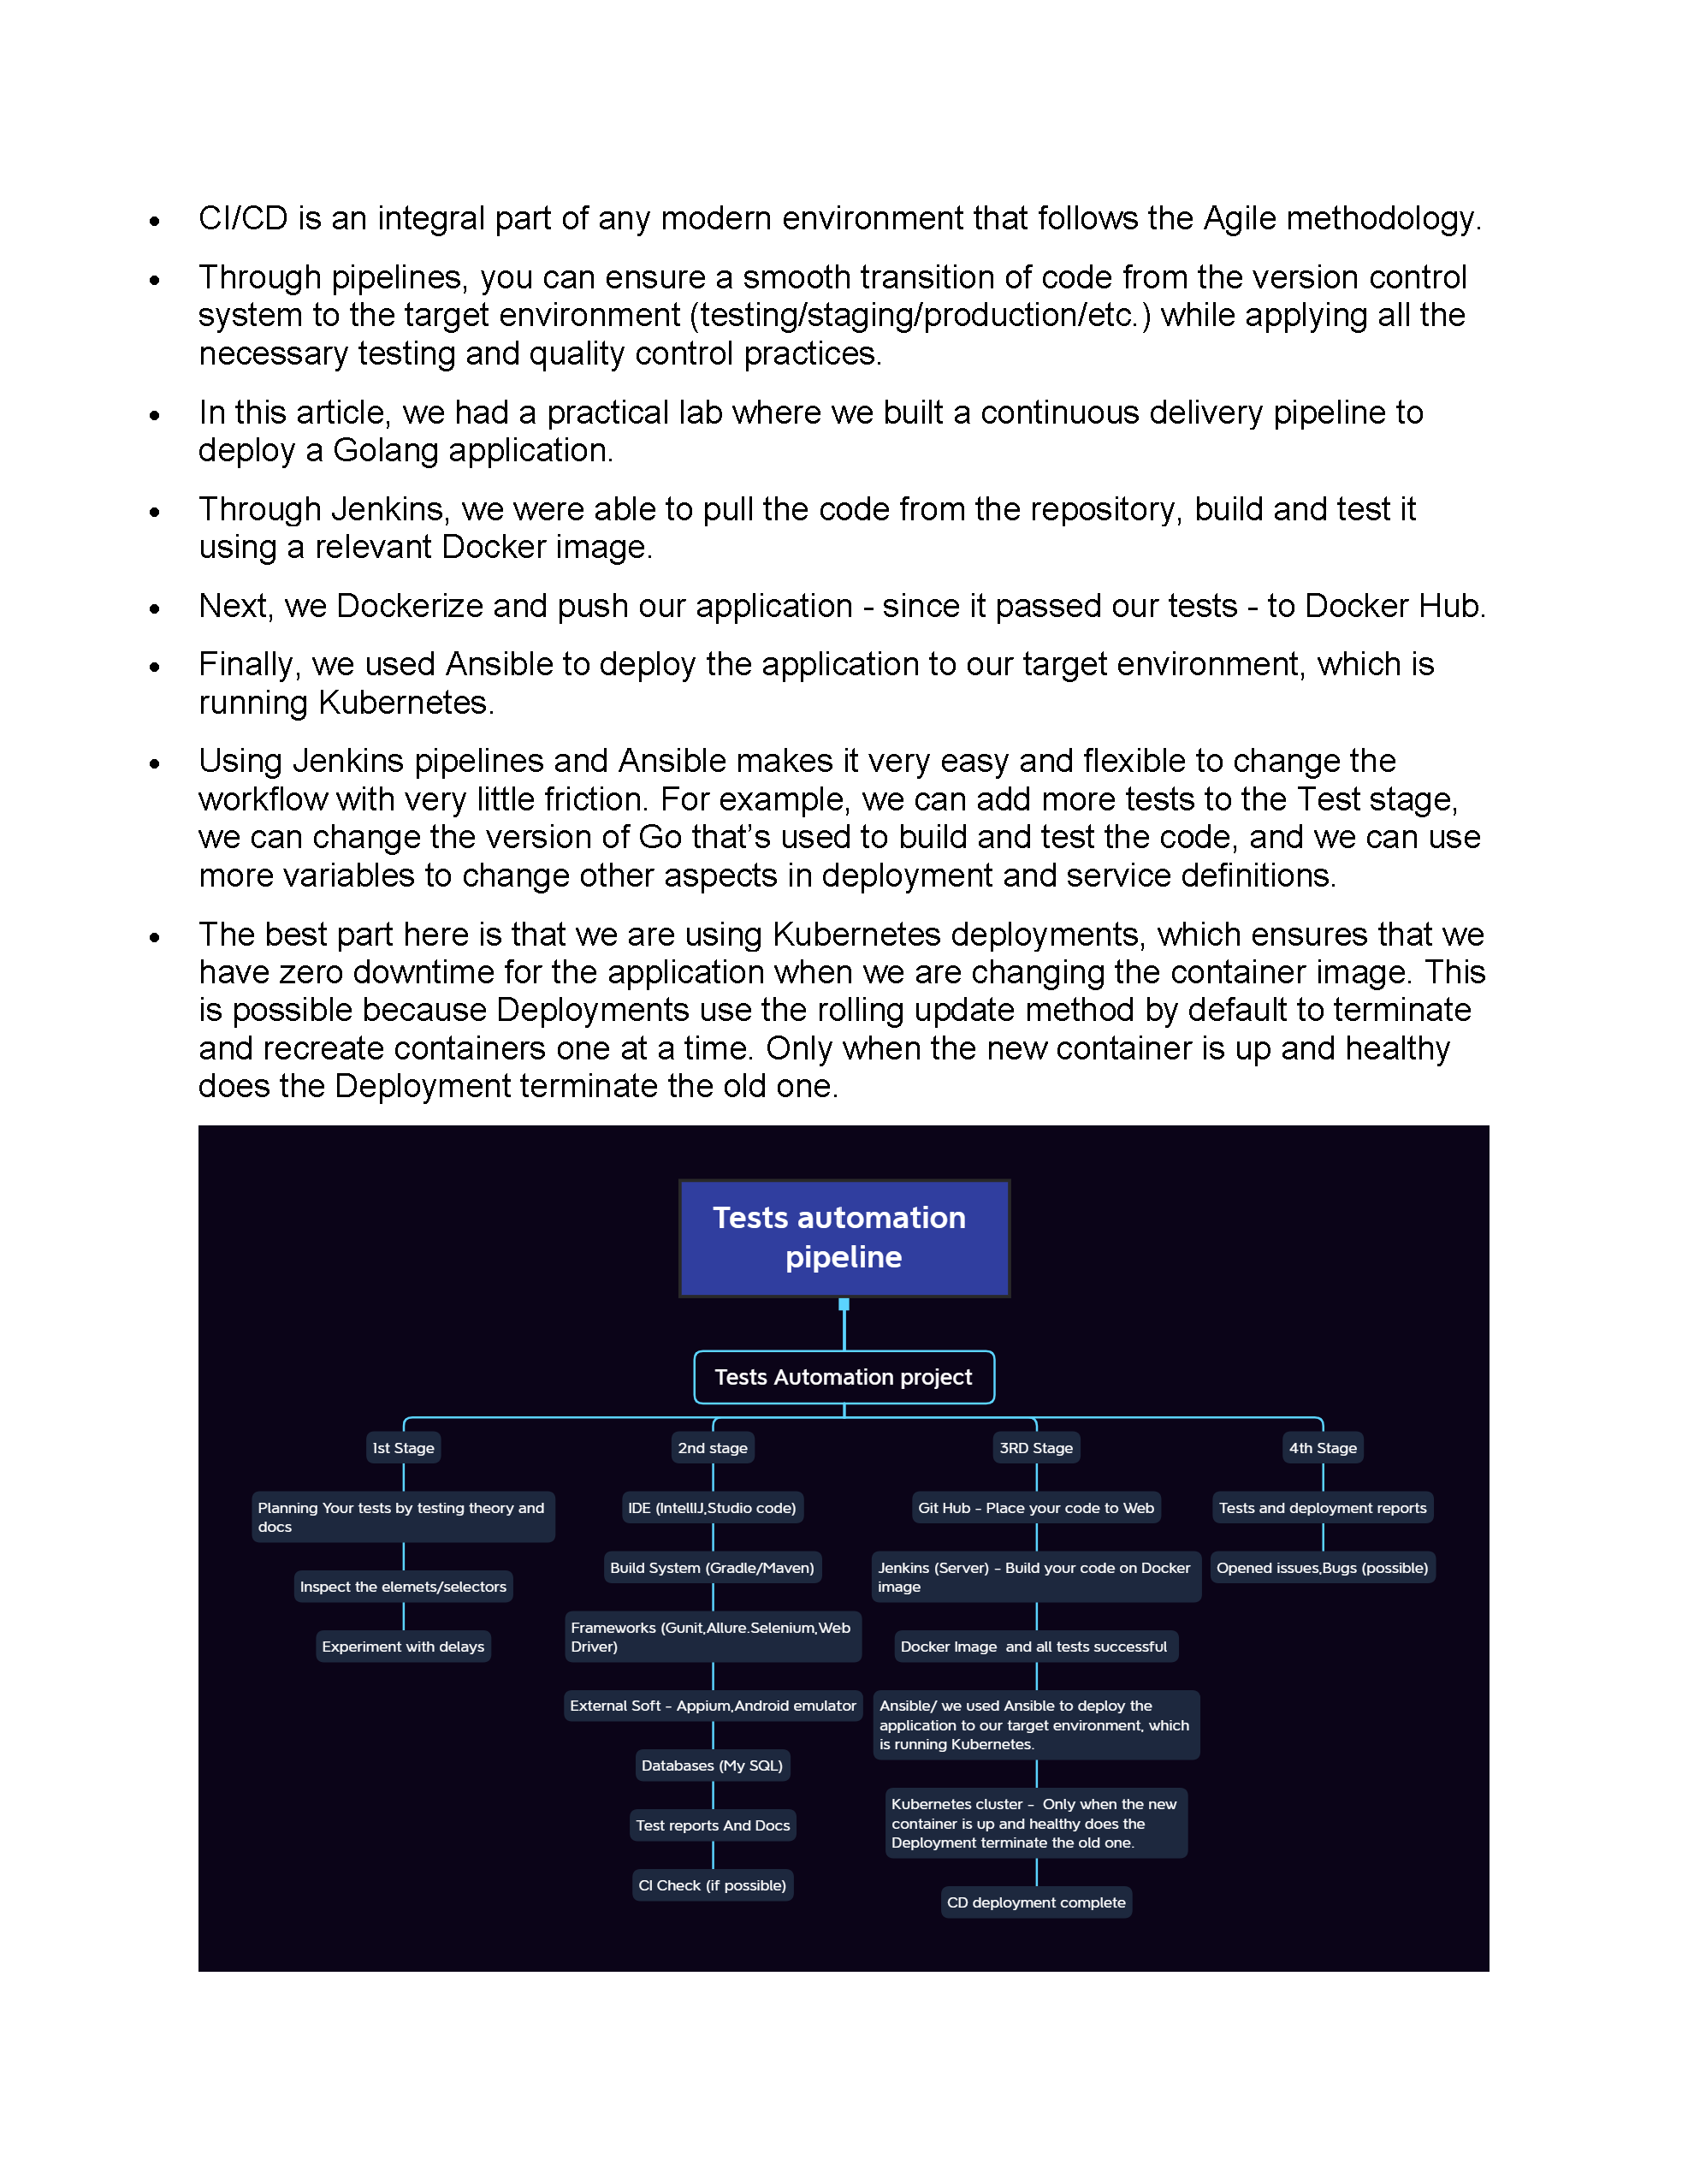 • CI/CD is an integral part of any modern environment that follows the Agile methodology.
• Through pipelines, you can ensure a smooth transition of code from the version control
system to the target environment (testing/staging/production/etc.) while applying all the
necessary testing and quality control practices.
• In this article, we had a practical lab where we built a continuous delivery pipeline to
deploy a Golang application.
• Through Jenkins, we were able to pull the code from the repository, build and test it
using a relevant Docker image.
• Next, we Dockerize and push our application - since it passed our tests - to Docker Hub.
• Finally, we used Ansible to deploy the application to our target environment, which is
running Kubernetes.
• Using Jenkins pipelines and Ansible makes it very easy and flexible to change the
workflow with very little friction. For example, we can add more tests to the Test stage,
we can change the version of Go that’s used to build and test the code, and we can use
more variables to change other aspects in deployment and service definitions.
• The best part here is that we are using Kubernetes deployments, which ensures that we
have zero downtime for the application when we are changing the container image. This
is possible because Deployments use the rolling update method by default to terminate
and recreate containers one at a time. Only when the new container is up and healthy
does the Deployment terminate the old one.
Tests automation
pipeline
Tests Automation project
1st Stage
Planning Your tests by testing theory and
docs
Inspect the elemets/selectors
Experiment with delays
2nd stage
IDE (IntellIJ,Studio code)
Build System (Gradle/Maven)
Frameworks (Gunit,Allure.Selenium,Web
Driver)
External Soft - Appium,Android emulator
Databases (My SQL)
Test reports And Docs
CI Check (if possible)
3RD Stage
Git Hub - Place your code to Web
Jenkins (Server) - Build your code on Docker
image
Docker Image and all tests successful
Ansible/ we used Ansible to deploy the
application to our target environment, which
is running Kubernetes.
Kubernetes cluster - Only when the new
container is up and healthy does the
Deployment terminate the old one.
CD deployment complete
4th Stage
Tests and deployment reports
Opened issues,Bugs (possible)